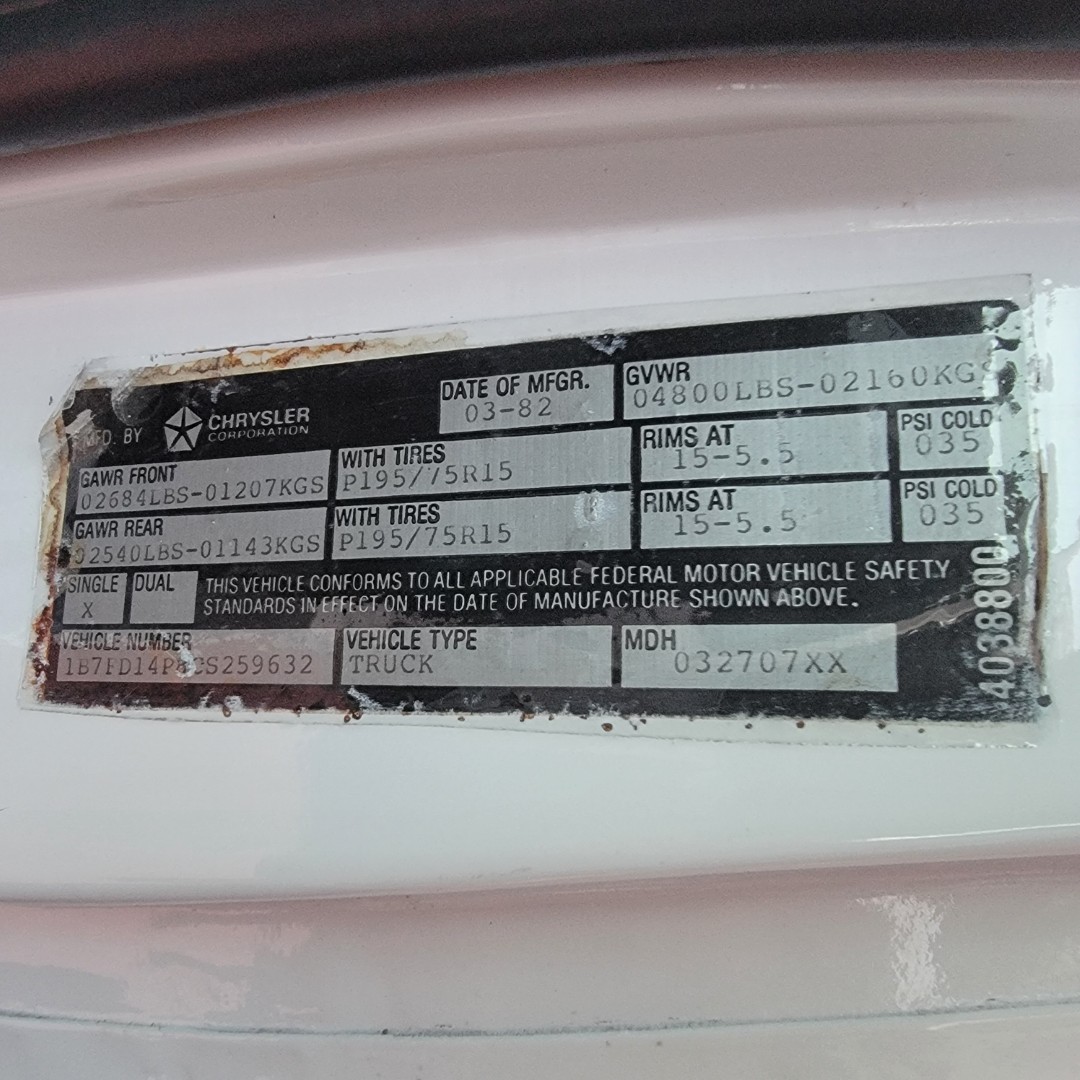 MFD. BY
CHRYSLER
CORPORATION
DATE OF MFGR.
03-82
GVWR
04800LBS-02160KGS
GAWR FRONT
02684LBS-01207KGS
WITH TIRES
P195/75R15
RIMS AT
15-5.5
PSI COLD
035
GAWR REAR
02540LBS-01143KGS
WITH TIRES
P195/75R15
RIMS AT
15-5.5
PSI COLD
035
SINGLE
X
DUAL
THIS VEHICLE CONFORMS TO ALL APPLICABLE FEDERAL MOTOR VEHICLE SAFETY
STANDARDS IN EFFECT ON THE DATE OF MANUFACTURE SHOWN ABOVE.
VEHICLE NUMBER
1B7FD14P8CS259632
VEHICLE TYPE
TRUCK
MDH
032707XX
4038800